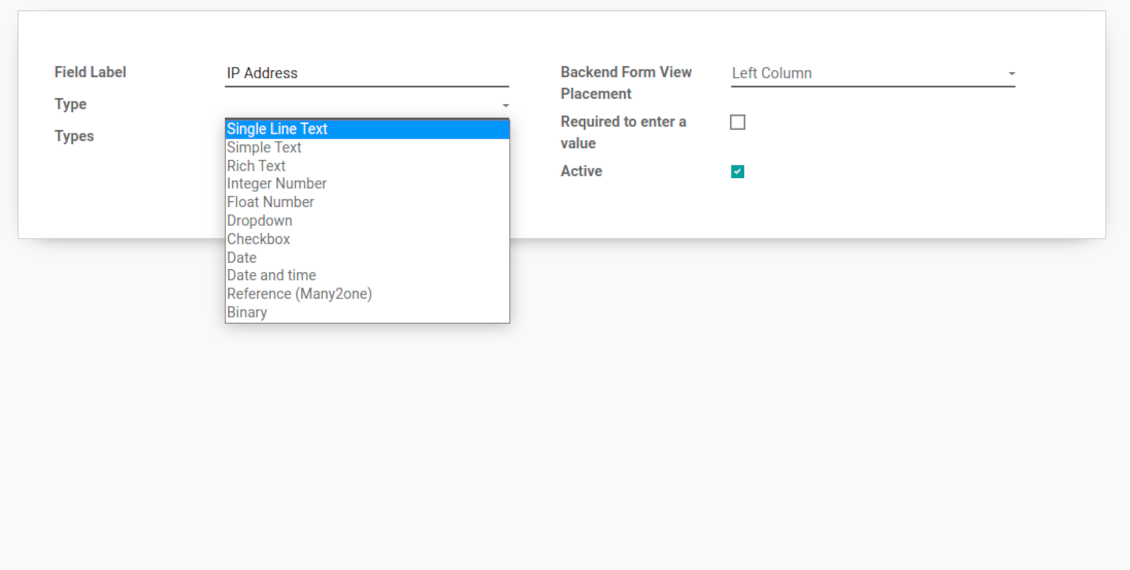 Field Label
IP Address
Type
Types
Single Line Text
Simple Text
Rich Text
Integer Number
Float Number
Dropdown
Checkbox
Date
Date and time
Reference (Many2one)
Binary
Backend Form View
Placement
Left Column
Required to enter a
value
Active